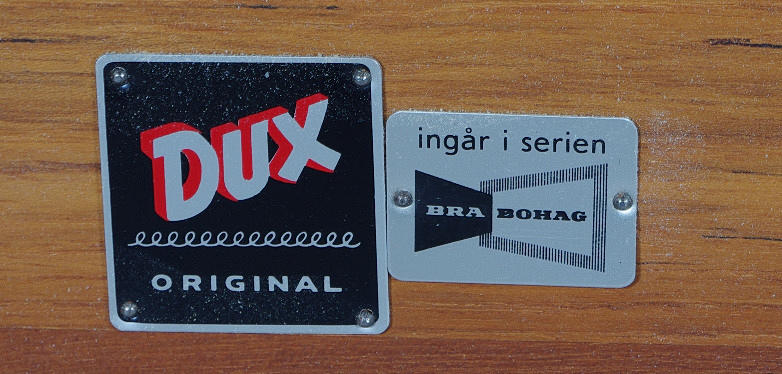 DUX
ORIGINAL
ingår i serien
BRA BOHAG